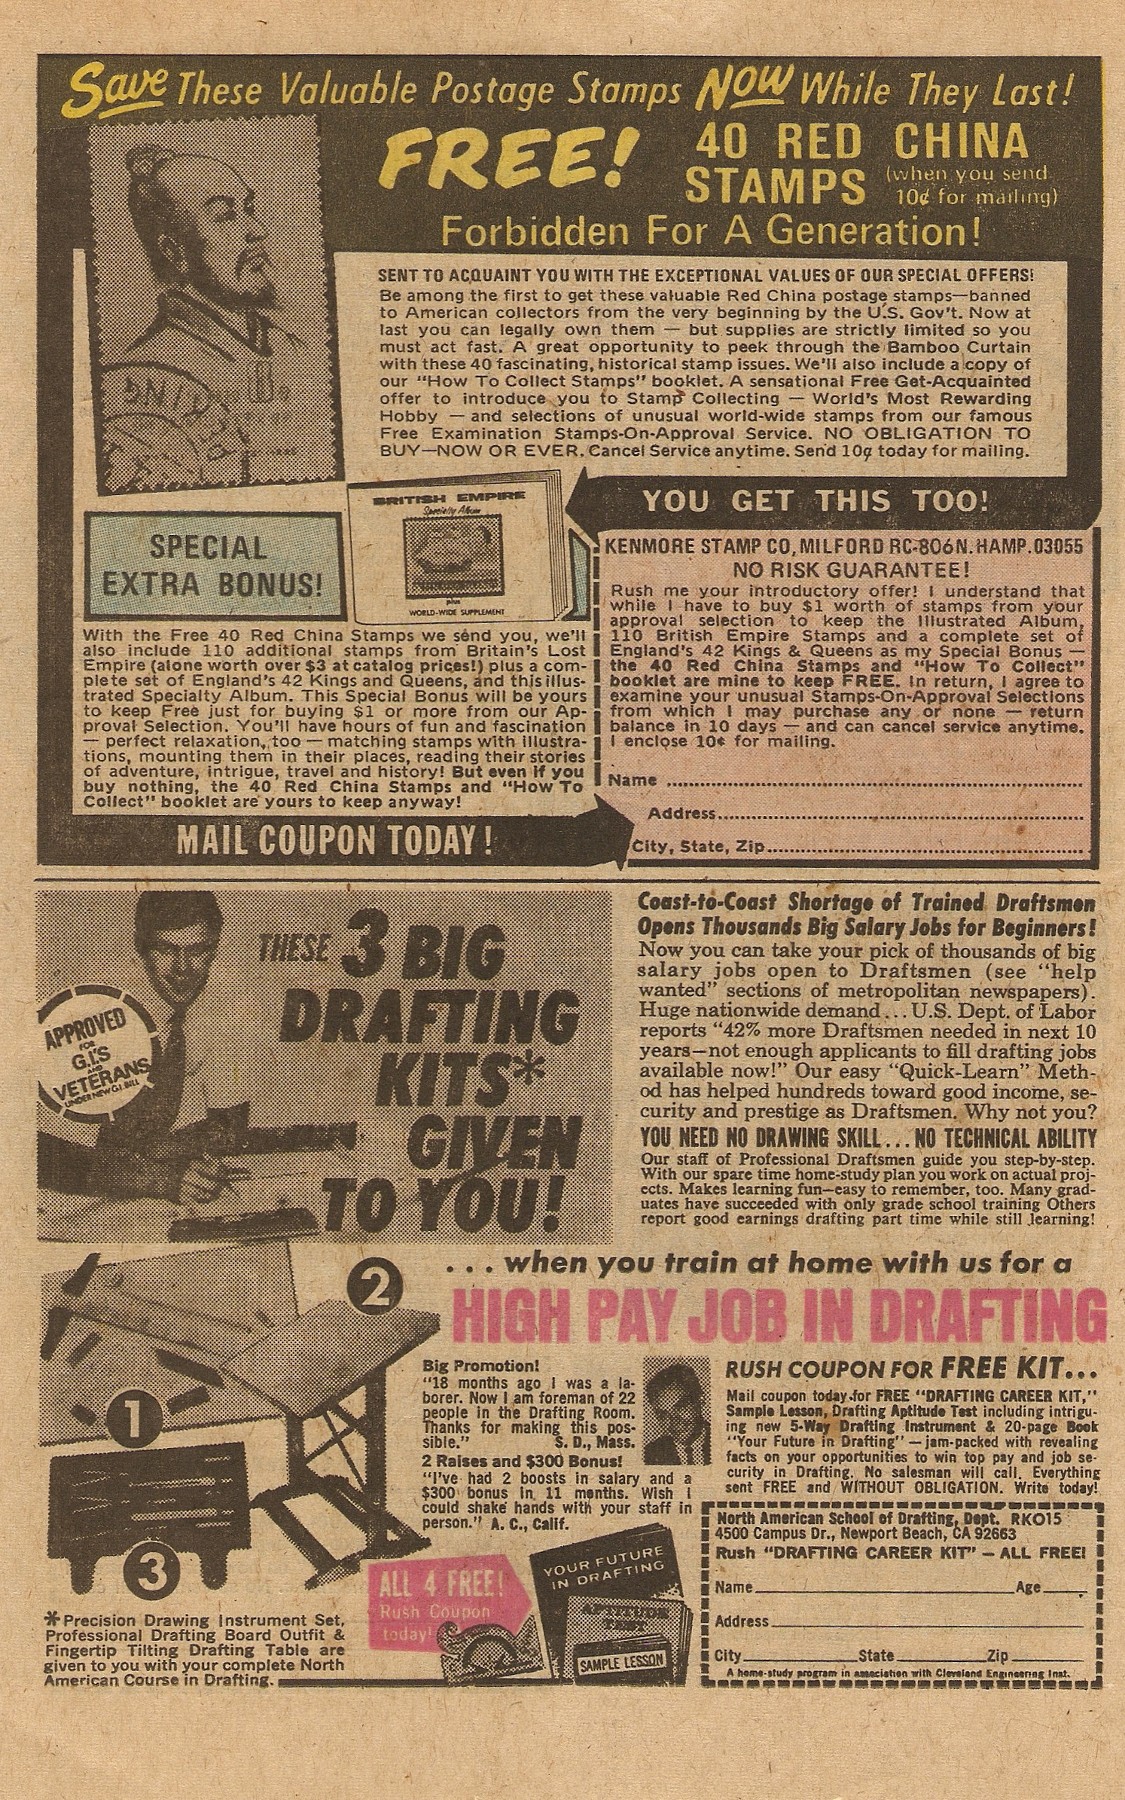 Save These Valuable Postage Stamps NOW While They Last!
FREE!
40 RED CHINA
STAMPS
(when you send
10¢ for mailing)
Forbidden For A Generation!
SENT TO ACQUAINT YOU WITH THE EXCEPTIONAL VALUES OF OUR SPECIAL OFFERS!
Be among the first to get these valuable Red China postage stamps—banned
to American collectors from the very beginning by the U.S. Gov't. Now at
last you can legally own them — but supplies are strictly limited so you
must act fast. A great opportunity to peek through the Bamboo Curtain
with these 40 fascinating, historical stamp issues. We'll also include a copy of
our "How To Collect Stamps" booklet. A sensational Free Get-Acquainted
offer to introduce you to Stamp Collecting — World's Most Rewarding
Hobby — and selections of unusual world-wide stamps from our famous
Free Examination Stamps-On-Approval Service. NO OBLIGATION TO
BUY—NOW OR EVER. Cancel Service anytime. Send 10¢ today for mailing.
YOU GET THIS TOO!
BRITISH EMPIRE
Specialty Album
plus
WORLD-WIDE SUPPLEMENT
SPECIAL
EXTRA BONUS!
With the Free 40 Red China Stamps we send you, we'll
also include 110 additional stamps from Britain's Lost
Empire (alone worth over $3 at catalog prices!) plus a com-
plete set of England's 42 Kings and Queens, and this illus-
trated Specialty Album. This Special Bonus will be yours
to keep Free just for buying $1 or more from our Ap-
proval Selection. You'll have hours of fun and fascination
— perfect relaxation, too — matching stamps with illustra-
tions, mounting them in their places, reading their stories
of adventure, intrigue, travel and history! But even if you
buy nothing, the 40 Red China Stamps and "How To
Collect" booklet are yours to keep anyway!
MAIL COUPON TODAY!
KENMORE STAMP CO, MILFORD RC-806 N. HAMP. 03055
NO RISK GUARANTEE!
Rush me your introductory offer! I understand that
while I have to buy $1 worth of stamps from your
approval selection to keep the Illustrated Album,
110 British Empire Stamps and a complete set of
England's 42 Kings & Queens as my Special Bonus —
the 40 Red China Stamps and "How To Collect"
booklet are mine to keep FREE. In return, I agree to
examine your unusual Stamps-On-Approval Selections
from which I may purchase any or none — return
balance in 10 days — and can cancel service anytime.
I enclose 10¢ for mailing.
Name
Address
City, State, Zip
THESE 3 BIG
DRAFTING
KITS*
GIVEN
TO YOU!
APPROVED
FOR
G.I.'S
AND
VETERANS
UNDER NEW G.I. BILL
Coast-to-Coast Shortage of Trained Draftsmen
Opens Thousands Big Salary Jobs for Beginners!
Now you can take your pick of thousands of big
salary jobs open to Draftsmen (see "help
wanted" sections of metropolitan newspapers).
Huge nationwide demand...U.S. Dept. of Labor
reports "42% more Draftsmen needed in next 10
years—not enough applicants to fill drafting jobs
available now!" Our easy "Quick-Learn" Meth-
od has helped hundreds toward good income, se-
curity and prestige as Draftsmen. Why not you?
YOU NEED NO DRAWING SKILL...NO TECHNICAL ABILITY
Our staff of Professional Draftsmen guide you step-by-step.
With our spare time home-study plan you work on actual proj-
ects. Makes learning fun—easy to remember, too. Many grad-
uates have succeeded with only grade school training Others
report good earnings drafting part time while still learning!
...when you train at home with us for a
HIGH PAY JOB IN DRAFTING
1
2
3
Big Promotion!
"18 months ago I was a la-
borer. Now I am foreman of 22
people in the Drafting Room.
Thanks for making this pos-
sible." S. D., Mass.
2 Raises and $300 Bonus!
"I've had 2 boosts in salary and a
$300 bonus in 11 months. Wish I
could shake hands with your staff in
person." A. C., Calif.
RUSH COUPON FOR FREE KIT...
Mail coupon today for FREE "DRAFTING CAREER KIT,"
Sample Lesson, Drafting Aptitude Test including intrigu-
ing new 5-Way Drafting Instrument & 20-page Book
"Your Future in Drafting" — jam-packed with revealing
facts on your opportunities to win top pay and job se-
curity in Drafting. No salesman will call. Everything
sent FREE and WITHOUT OBLIGATION. Write today!
ALL 4 FREE!
Rush Coupon
today!
YOUR FUTURE
IN DRAFTING
APTITUDE
TEST
SAMPLE LESSON
*Precision Drawing Instrument Set,
Professional Drafting Board Outfit &
Fingertip Tilting Drafting Table are
given to you with your complete North
American Course in Drafting.
North American School of Drafting, Dept. RKO15
4500 Campus Dr., Newport Beach, CA 92663
Rush "DRAFTING CAREER KIT" — ALL FREE!
Name Age
Address
City State Zip
A home-study program in association with Cleveland Engineering Inst.